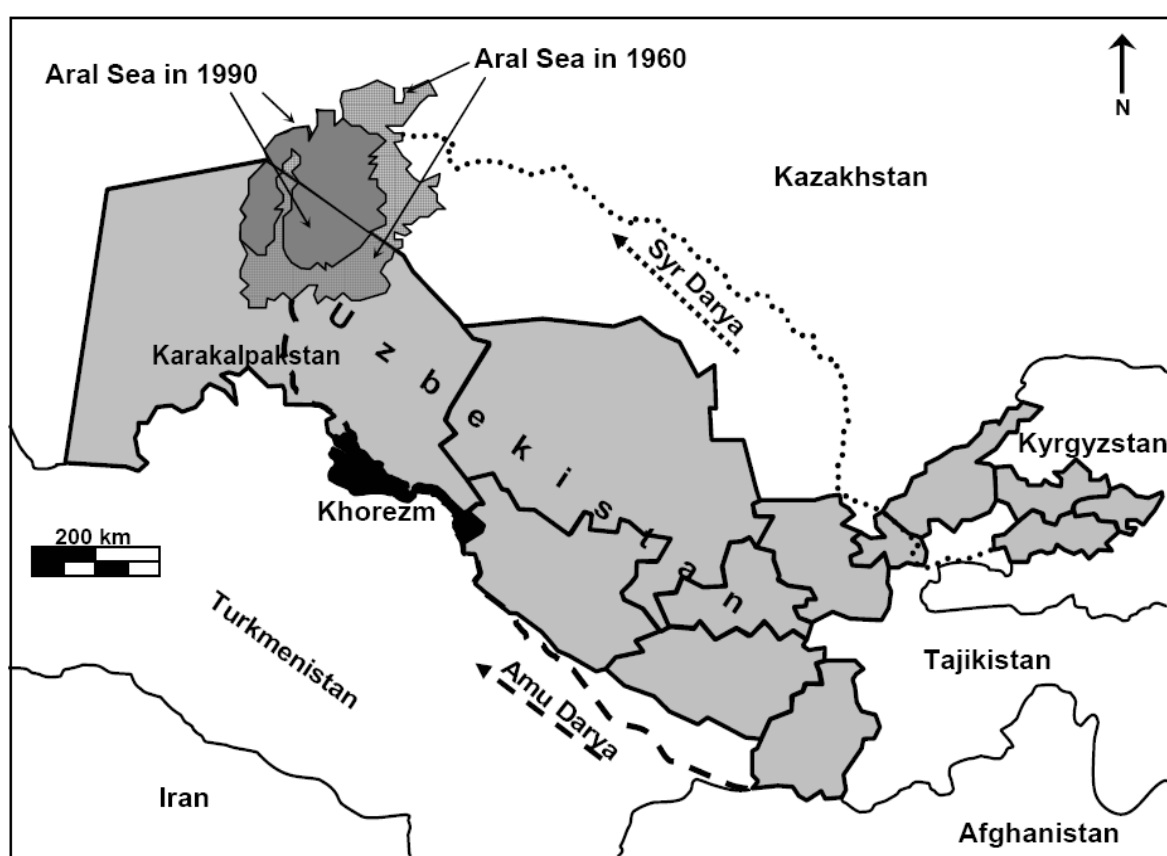 Aral Sea in 1960
Aral Sea in 1990
N
Kazakhstan
Syr Darya
Uzbekistan
Karakalpakstan
Kyrgyzstan
Khorezm
200 km
Turkmenistan
Tajikistan
Amu Darya
Iran
Afghanistan